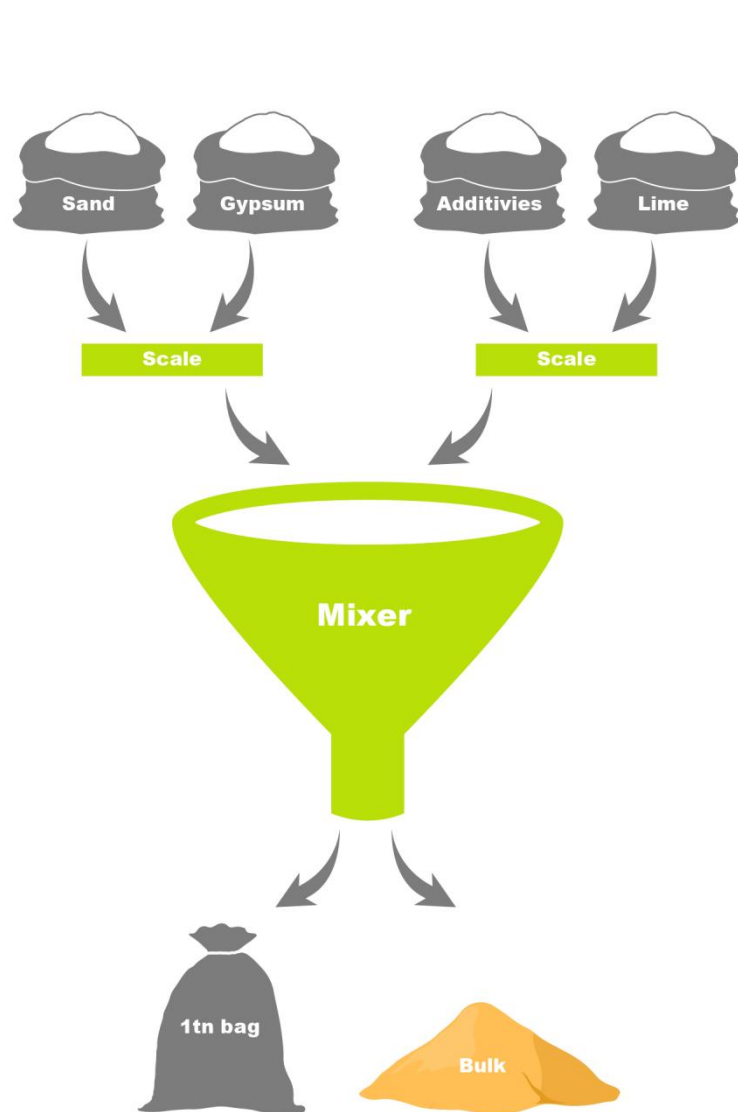 Sand
Gypsum
Additivies
Lime
Scale
Scale
Mixer
1tn bag
Bulk